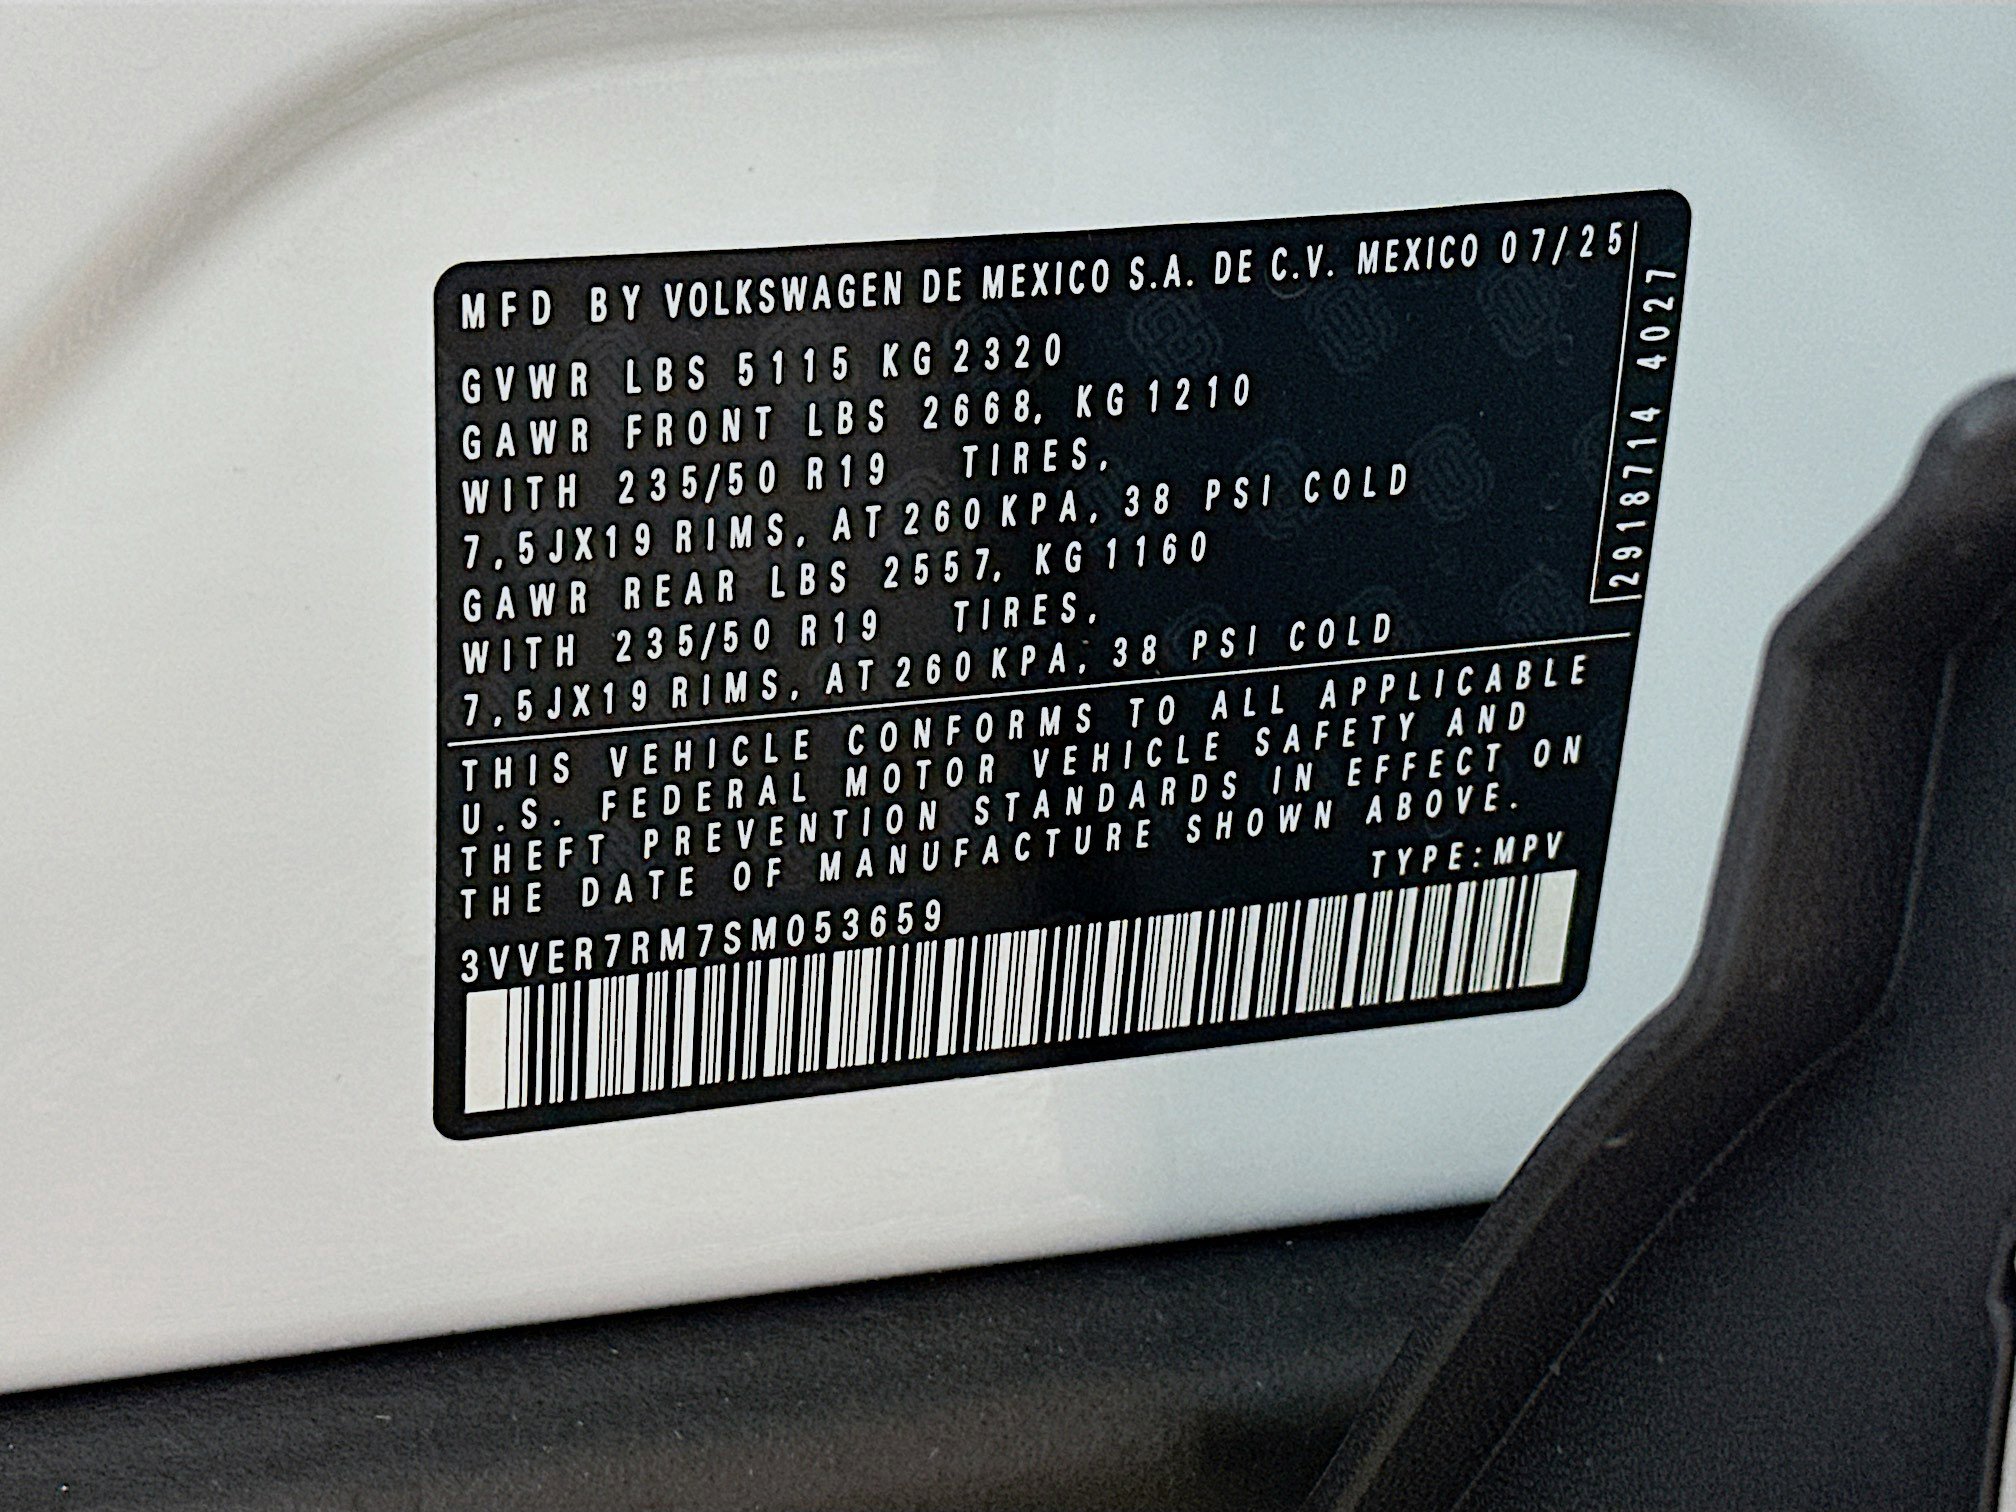 MFD BY VOLKSWAGEN DE MEXICO S.A. DE C.V. MEXICO 07/25
GVWR LBS 5115 KG 2320
GAWR FRONT LBS 2668, KG 1210
WITH 235/50 R19 TIRES,
7,5JX19 RIMS, AT 260 KPA, 38 PSI COLD
GAWR REAR LBS 2557, KG 1160
WITH 235/50 R19 TIRES,
7,5JX19 RIMS, AT 260 KPA, 38 PSI COLD
2918714 4027
THIS VEHICLE CONFORMS TO ALL APPLICABLE
U.S. FEDERAL MOTOR VEHICLE SAFETY AND
THEFT PREVENTION STANDARDS IN EFFECT ON
THE DATE OF MANUFACTURE SHOWN ABOVE.
TYPE:MPV
3VVER7RM7SM053659